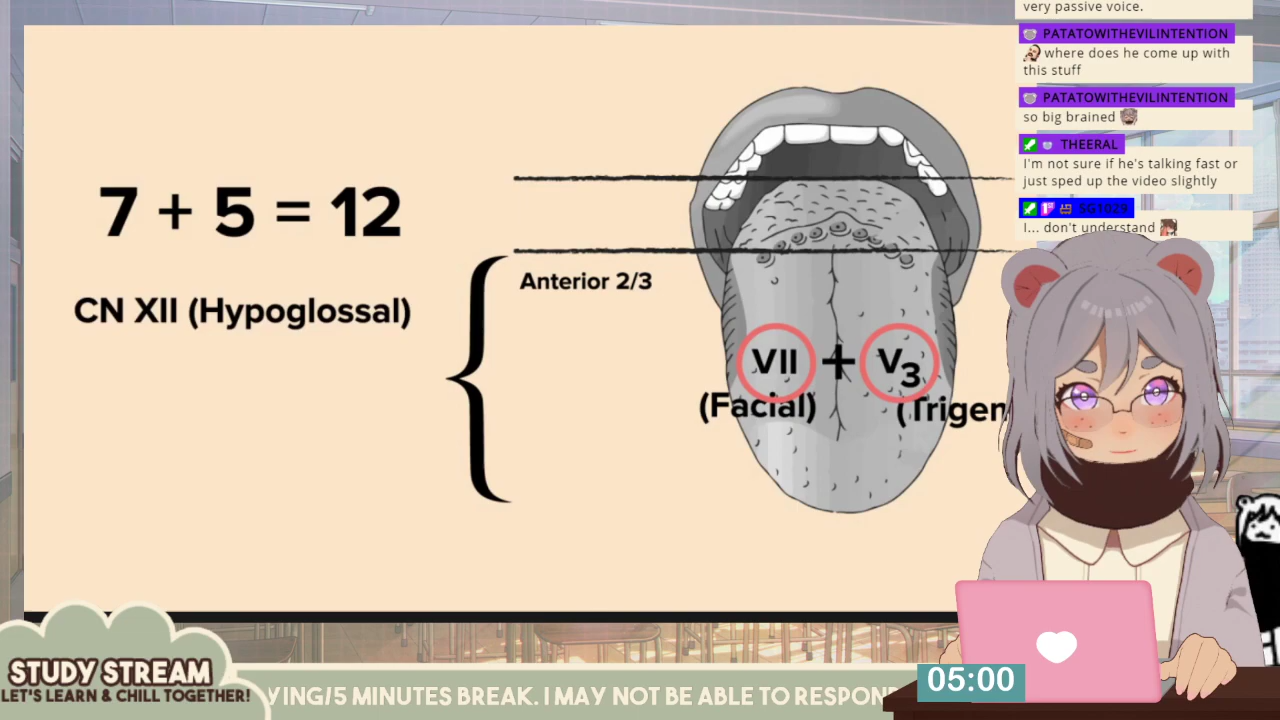 very passive voice.
PATATOWITHEVILINTENTION
where does he come up with
this stuff
PATATOWITHEVILINTENTION
so big brained
THEERAL
I'm not sure if he's talking fast or
just sped up the video slightly
SG1029
I... don't understand
7 + 5 = 12
CN XII (Hypoglossal)
Anterior 2/3
VII + V3
(Facial) (Trigen
STUDY STREAM
LET'S LEARN & CHILL TOGETHER!
YING/5 MINUTES BREAK. I MAY NOT BE ABLE TO RESPON
05:00